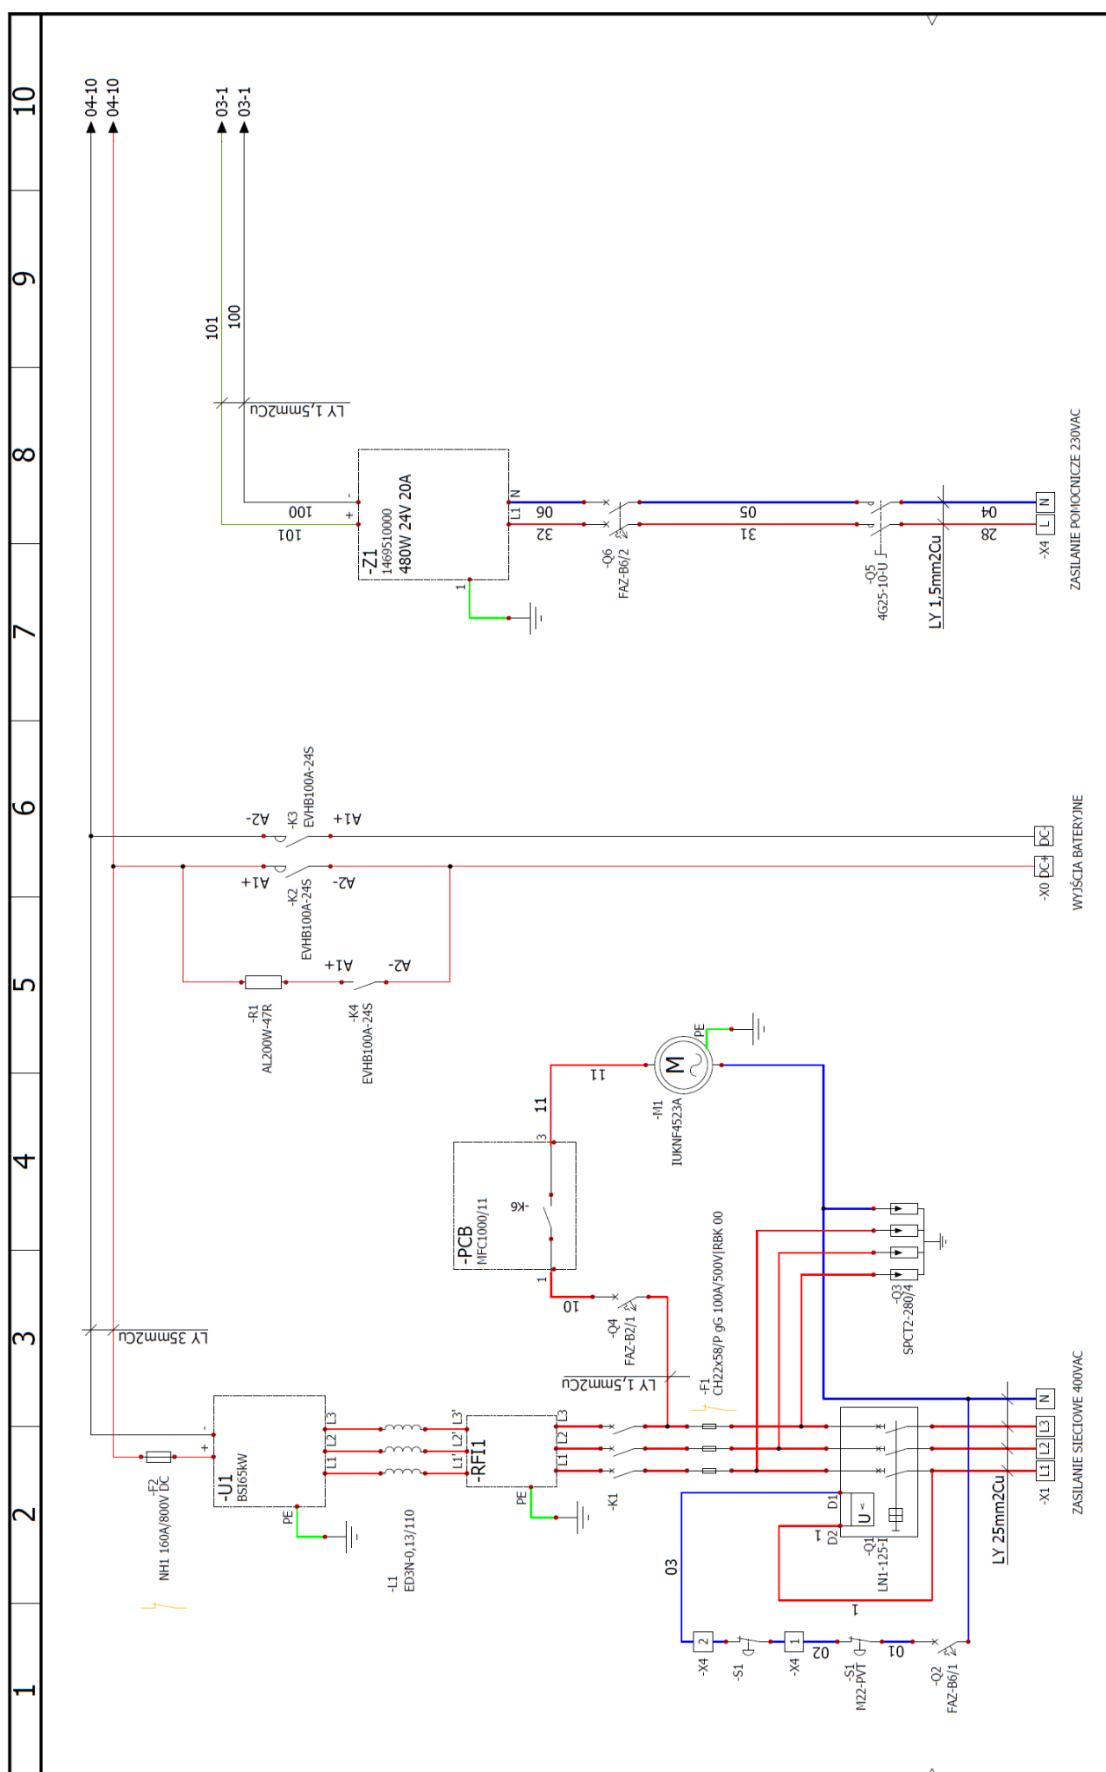 10
9
8
7
6
5
4
3
2
1
04-10
04-10
03-1
03-1
101
100
LY 1,5mm2Cu
100
101
-
+
-Z1
1469510000
480W 24V 20A
1
N
L1
06
32
-Q6
FAZ-B6/2
05
31
-Q5
4G25-10-U
LY 1,5mm2Cu
04
28
N
L
-X4
ZASILANIE POMOCNICZE 230VAC
A2-
-K3
EVHB100A-24S
A1+
A1+
-K2
EVHB100A-24S
A2-
DC-
DC+
-X0
WYJŚCIA BATERYJNE
-R1
AL200W-47R
A1+
-K4
EVHB100A-24S
A2-
PE
M
-M1
IUKNF4523A
11
11
3
-K6
-PCB
MFC1000/11
1
10
-Q4
FAZ-B2/1
LY 1,5mm2Cu
LY 35mm2Cu
-F1
CH22x58/P gG 100A/500V|RBK 00
-Q3
SPCT2-280/4
-
+
-U1
BSI65kW
-F2
NH1 160A/800V DC
PE
L3
L2
L1
-L1
ED3N-0,13/110
L3'
L2'
L1'
-RFI1
L3
L2
L1
PE
-K1
D1
D2
U <
-Q1
LN1-125-I
1
1
03
LY 25mm2Cu
N
L3
L2
L1
-X1
ZASILANIE SIECIOWE 400VAC
2
-X4
-S1
1
-X4
02
-S1
M22-PVT
01
-Q2
FAZ-B6/1